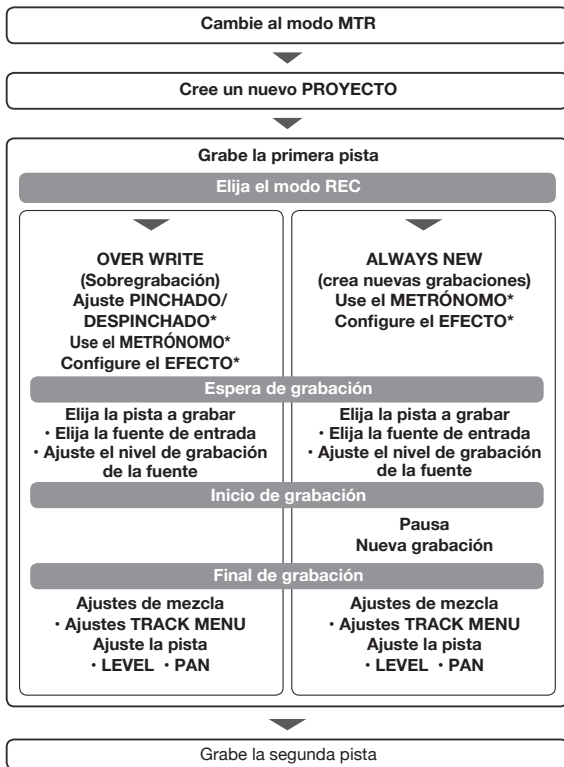 Cambie al modo MTR
Cree un nuevo PROYECTO
Grabe la primera pista
Elija el modo REC
OVER WRITE
(Sobregrabación)
Ajuste PINCHADO/
DESPINCHADO*
Use el METRÓNOMO*
Configure el EFECTO*
ALWAYS NEW
(crea nuevas grabaciones)
Use el METRÓNOMO*
Configure el EFECTO*
Espera de grabación
Elija la pista a grabar
· Elija la fuente de entrada
· Ajuste el nivel de grabación
de la fuente
Elija la pista a grabar
· Elija la fuente de entrada
· Ajuste el nivel de grabación
de la fuente
Inicio de grabación
Pausa
Nueva grabación
Final de grabación
Ajustes de mezcla
· Ajustes TRACK MENU
Ajuste la pista
· LEVEL · PAN
Ajustes de mezcla
· Ajustes TRACK MENU
Ajuste la pista
· LEVEL · PAN
Grabe la segunda pista